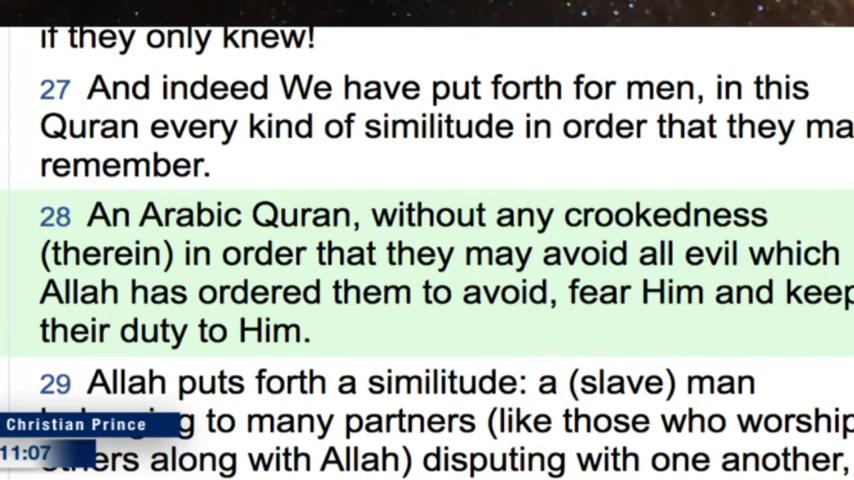 if they only knew!
27 And indeed We have put forth for men, in this
Quran every kind of similitude in order that they ma
remember.
28 An Arabic Quran, without any crookedness
(therein) in order that they may avoid all evil which
Allah has ordered them to avoid, fear Him and keep
their duty to Him.
29 Allah puts forth a similitude: a (slave) man
to many partners (like those who worship
Christian Prince
11:07
along with Allah) disputing with one another,